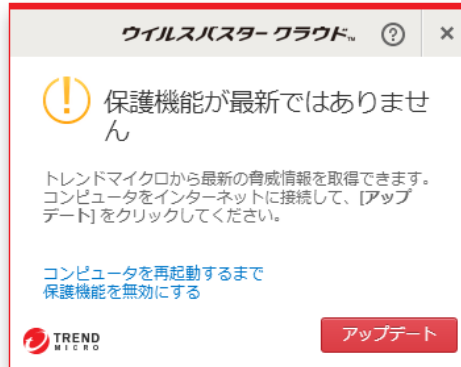 ウイルスバスター クラウド™
?
×
!
保護機能が最新ではありませ
ん
トレンドマイクロから最新の脅威情報を取得できます。
コンピュータをインターネットに接続して、[アップ
デート] をクリックしてください。
コンピュータを再起動するまで
保護機能を無効にする
TREND
MICRO
アップデート